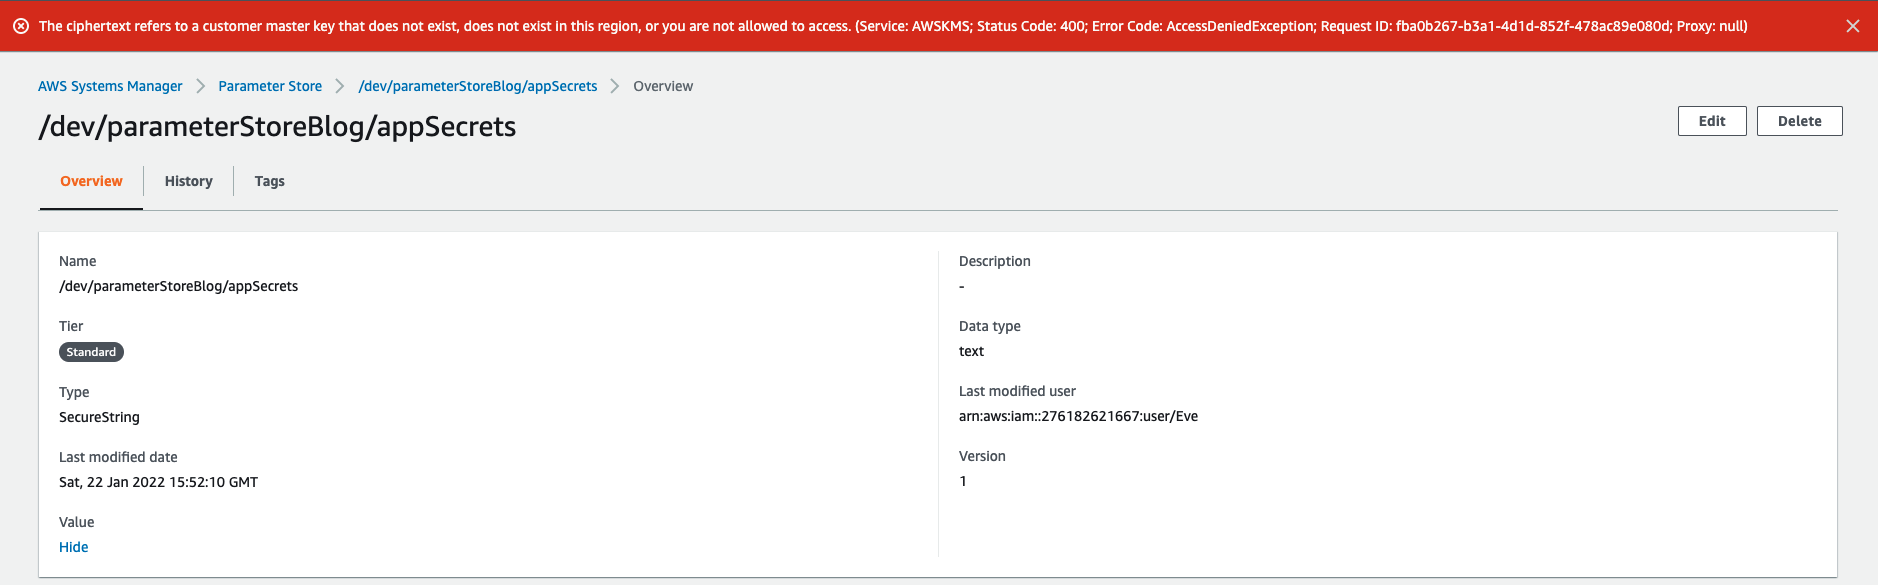 The ciphertext refers to a customer master key that does not exist, does not exist in this region, or you are not allowed to access. (Service: AWSKMS; Status Code: 400; Error Code: AccessDeniedException; Request ID: fba0b267-b3a1-4d1d-852f-478ac89e080d; Proxy: null)
AWS Systems Manager > Parameter Store > /dev/parameterStoreBlog/appSecrets > Overview
/dev/parameterStoreBlog/appSecrets
Edit
Delete
Overview
History
Tags
Name
/dev/parameterStoreBlog/appSecrets
Tier
Standard
Type
SecureString
Last modified date
Sat, 22 Jan 2022 15:52:10 GMT
Value
Hide
Description
-
Data type
text
Last modified user
arn:aws:iam::276182621667:user/Eve
Version
1